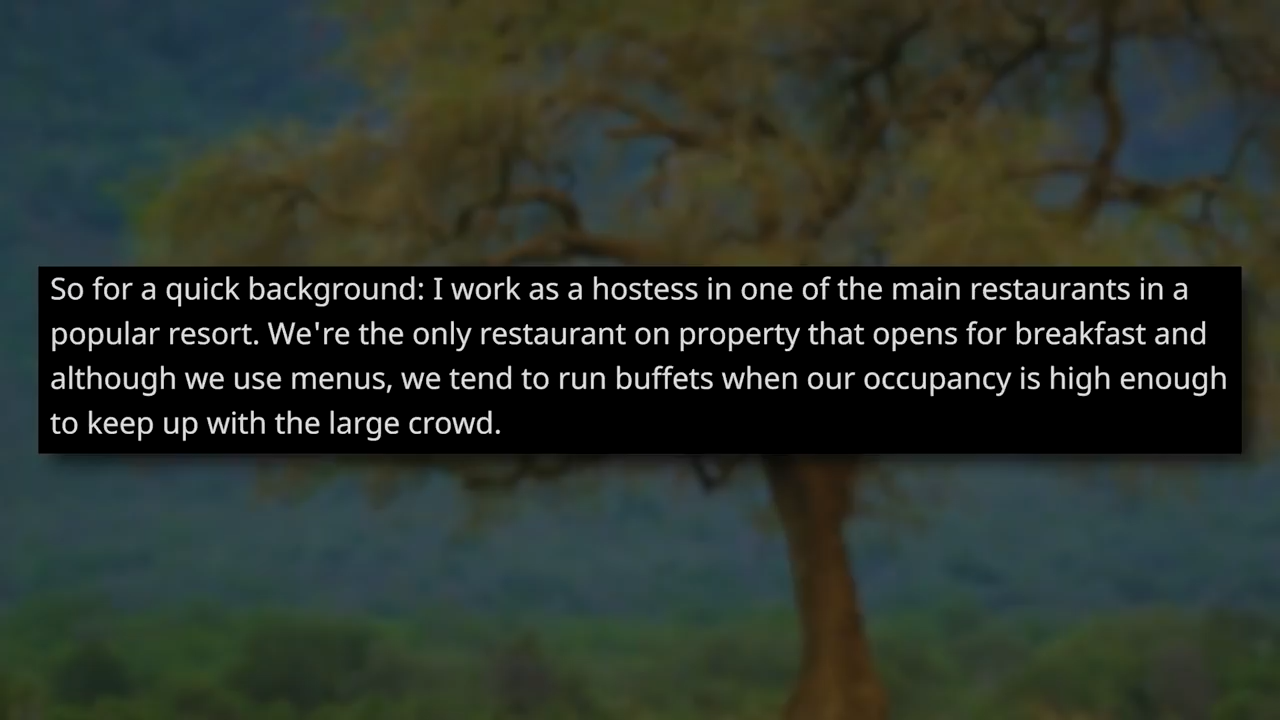 So for a quick background: I work as a hostess in one of the main restaurants in a
popular resort. We're the only restaurant on property that opens for breakfast and
although we use menus, we tend to run buffets when our occupancy is high enough
to keep up with the large crowd.